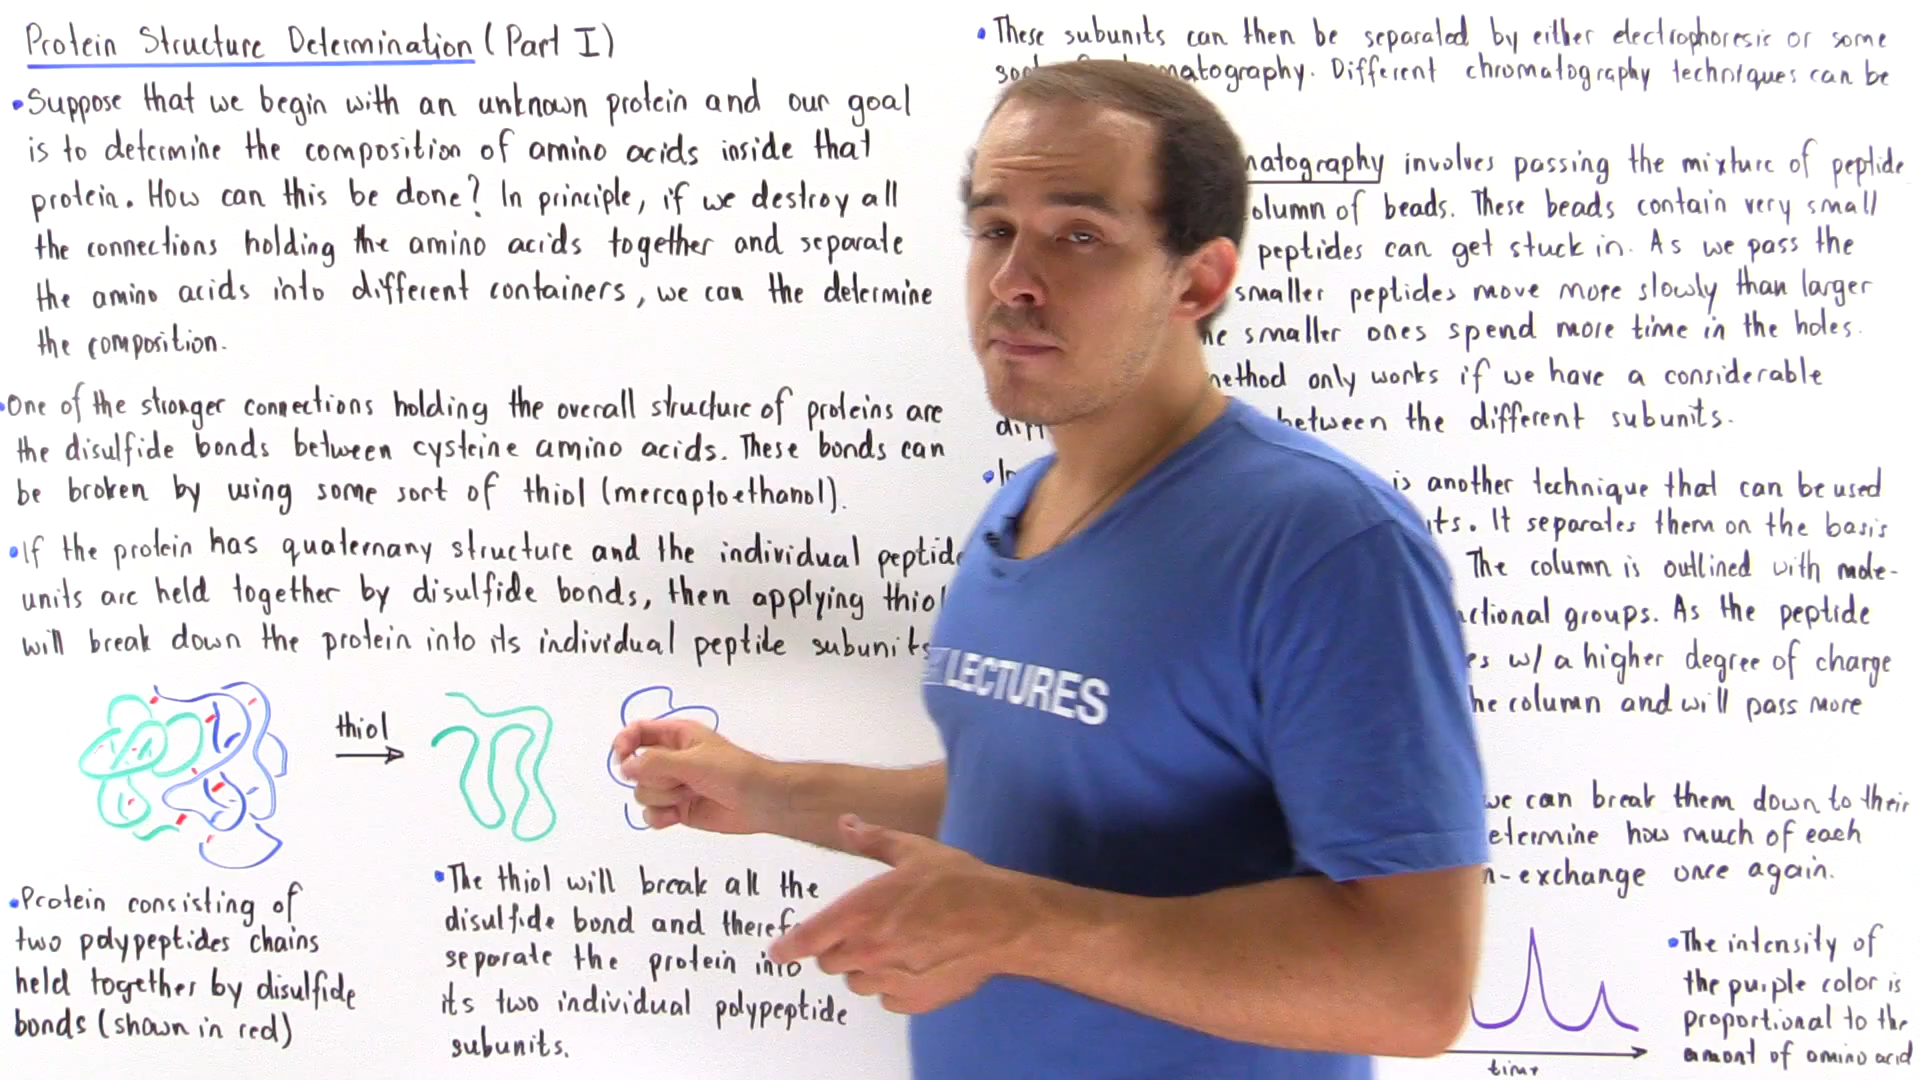 Protein Structure Determination (Part I)
•Suppose that we begin with an unknown protein and our goal
is to determine the composition of amino acids inside that
protein. How can this be done? In principle, if we destroy all
the connections holding the amino acids together and separate
the amino acids into different containers, we can the determine
the composition.
•One of the stronger connections holding the overall structure of proteins are
the disulfide bonds between cysteine amino acids. These bonds can
be broken by using some sort of thiol (mercaptoethanol).
•If the protein has quaternany structure and the individual peptide
units are held together by disulfide bonds, then applying thiol
will break down the protein into its individual peptide subunits
thiol
•Protein consisting of
two polypeptides chains
held together by disulfide
bonds (shown in red)
•The thiol will break all the
disulfide bond and theref
separate the protein into
its two individual polypeptide
subunits.
•These subunits can then be separated by either electrophoresis or some
matography. Different chromatography techniques can be
matography involves passing the mixture of peptide
olumn of beads. These beads contain very small
peptides can get stuck in. As we pass the
smaller peptides move more slowly than larger
he smaller ones spend more time in the holes.
ethod only works if we have a considerable
diff between the different subunits.
is another technique that can be used
its. It separates them on the basis
The column is outlined with mole-
ctional groups. As the peptide
es w/ a higher degree of charge
he column and will pass more
we can break them down to their
etermine how much of each
n-exchange once again.
time
•The intensity of
the purple color is
proportional to the
amont of amino acid
LECTURES